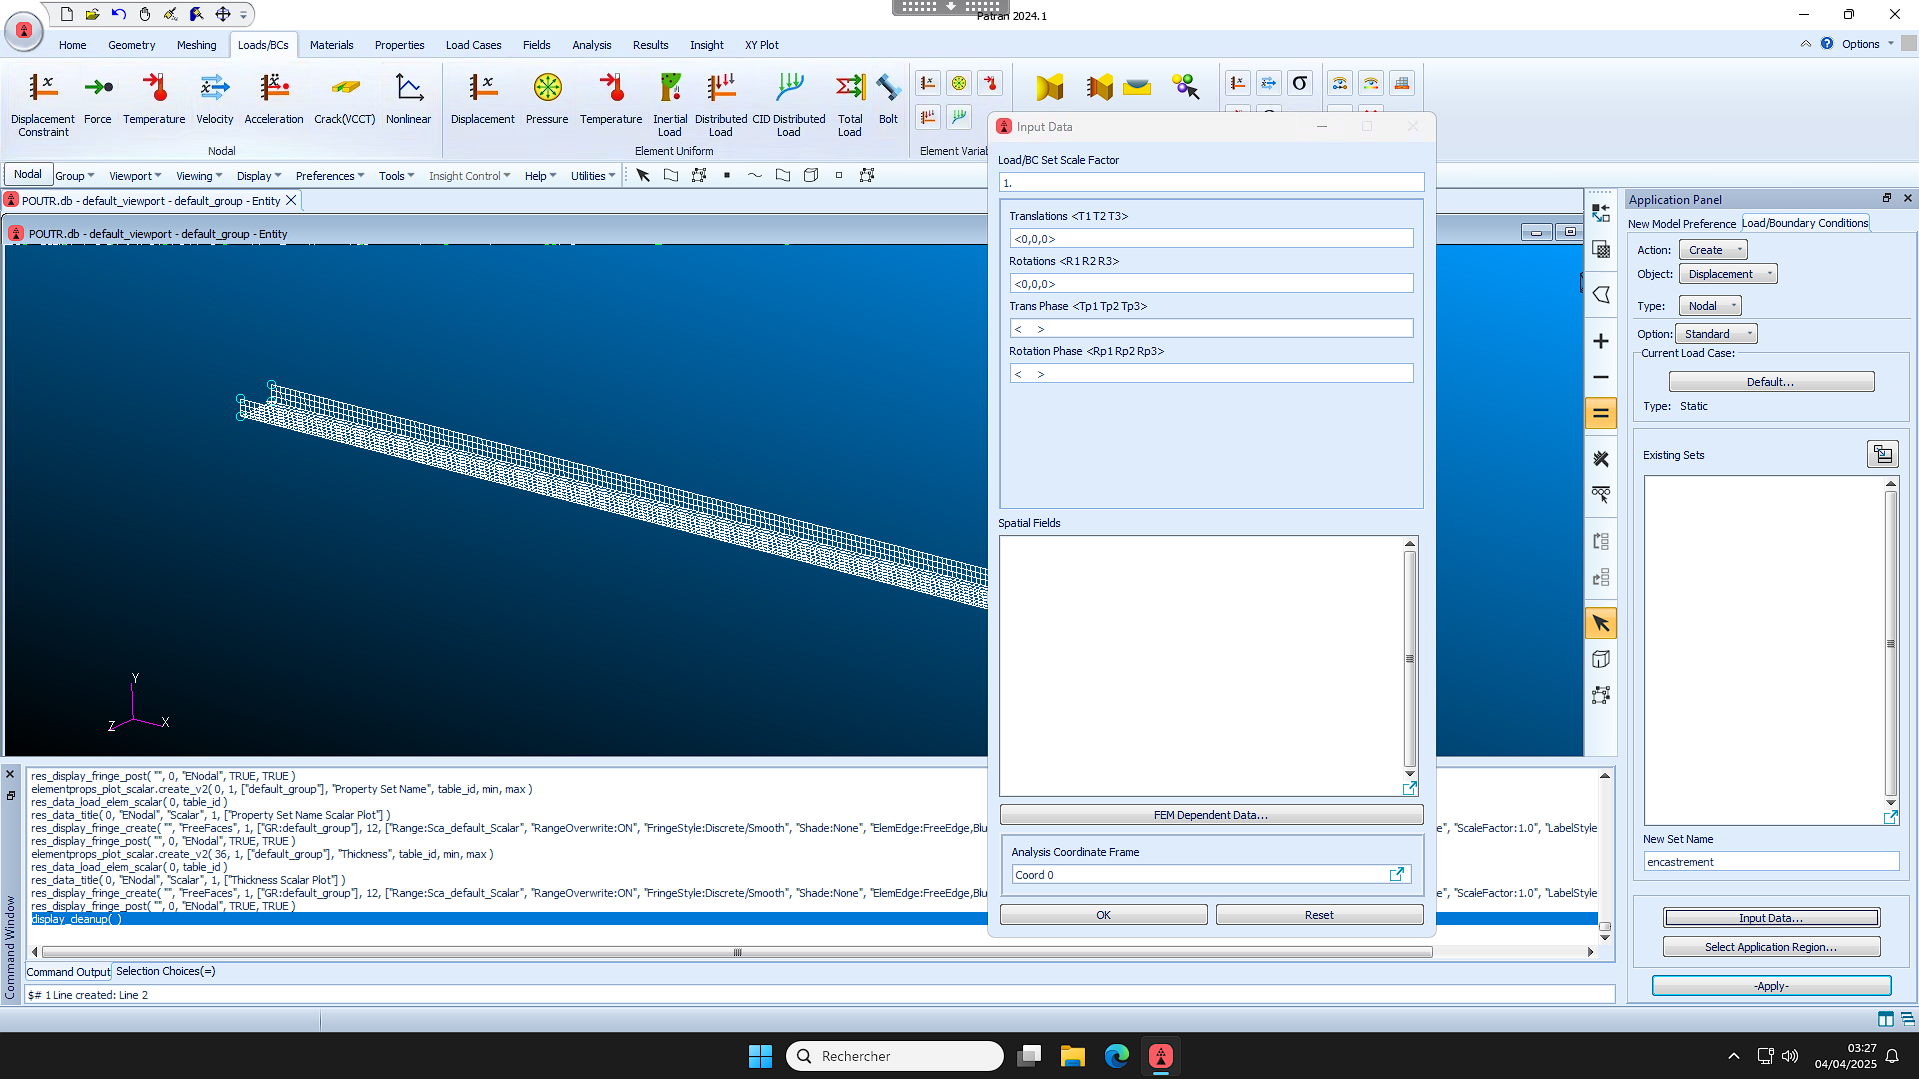 Patran 2024.1
Home Geometry Meshing Loads/BCs Materials Properties Load Cases Fields Analysis Results Insight XY Plot
Options
Displacement Constraint
Force
Temperature
Velocity
Acceleration
Crack(VCCT)
Nonlinear
Displacement
Pressure
Temperature
Inertial Load
Distributed Load
CID Distributed Load
Total Load
Bolt
Nodal
Element Uniform
Element Varia
Nodal Group Viewport Viewing Display Preferences Tools Insight Control Help Utilities
POUTR.db - default_viewport - default_group - Entity
POUTR.db - default_viewport - default_group - Entity
Y
Z
X
Input Data
Load/BC Set Scale Factor
1.
Translations <T1 T2 T3>
<0,0,0>
Rotations <R1 R2 R3>
<0,0,0>
Trans Phase <Tp1 Tp2 Tp3>
< >
Rotation Phase <Rp1 Rp2 Rp3>
< >
Spatial Fields
FEM Dependent Data...
Analysis Coordinate Frame
Coord 0
OK Reset
Application Panel
New Model Preference Load/Boundary Conditions
Action: Create
Object: Displacement
Type: Nodal
Option: Standard
Current Load Case:
Default...
Type: Static
Existing Sets
New Set Name
encastrement
Input Data...
Select Application Region...
-Apply-
res_display_fringe_post( "", 0, "ENodal", TRUE, TRUE )
elementprops_plot_scalar.create_v2( 0, 1, ["default_group"], "Property Set Name", table_id, min, max )
res_data_load_elem_scalar( 0, table_id )
res_data_title( 0, "ENodal", "Scalar", 1, ["Property Set Name Scalar Plot"] )
res_display_fringe_create( "", "FreeFaces", 1, ["GR:default_group"], 12, ["Range:Sca_default_Scalar", "RangeOverwrite:ON", "FringeStyle:Discrete/Smooth", "Shade:None", "ElemEdge:FreeEdge,Blu e", "ScaleFactor:1.0", "LabelStyle
res_display_fringe_post( "", 0, "ENodal", TRUE, TRUE )
elementprops_plot_scalar.create_v2( 36, 1, ["default_group"], "Thickness", table_id, min, max )
res_data_load_elem_scalar( 0, table_id )
res_data_title( 0, "ENodal", "Scalar", 1, ["Thickness Scalar Plot"] )
res_display_fringe_create( "", "FreeFaces", 1, ["GR:default_group"], 12, ["Range:Sca_default_Scalar", "RangeOverwrite:ON", "FringeStyle:Discrete/Smooth", "Shade:None", "ElemEdge:FreeEdge,Blu e", "ScaleFactor:1.0", "LabelStyle
res_display_fringe_post( "", 0, "ENodal", TRUE, TRUE )
display_cleanup( )
Command Window
Command Output Selection Choices(=)
$# 1 Line created: Line 2
Rechercher
03:27
04/04/2025